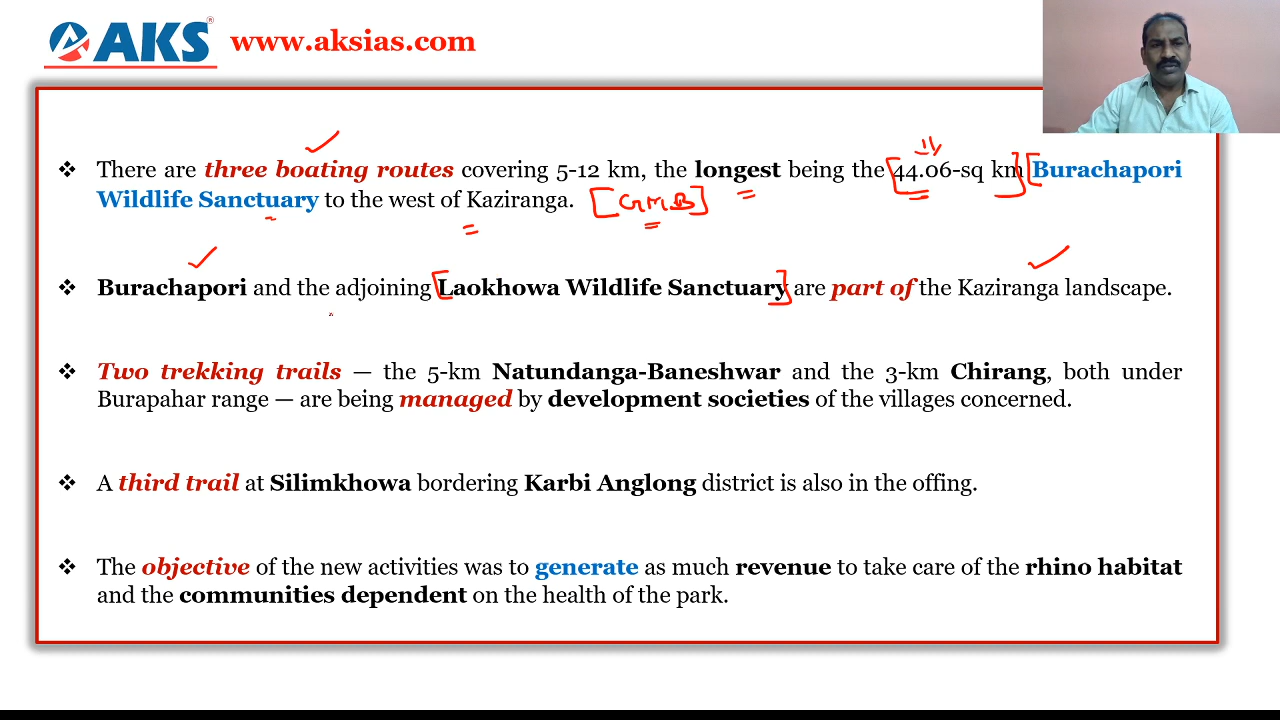 AKS® www.aksias.com
❖ There are three boating routes covering 5-12 km, the longest being the 44.06-sq km Burachapori
Wildlife Sanctuary to the west of Kaziranga. [GMB]
❖ Burachapori and the adjoining Laokhowa Wildlife Sanctuary are part of the Kaziranga landscape.
❖ Two trekking trails — the 5-km Natundanga-Baneshwar and the 3-km Chirang, both under
Burapahar range — are being managed by development societies of the villages concerned.
❖ A third trail at Silimkhowa bordering Karbi Anglong district is also in the offing.
❖ The objective of the new activities was to generate as much revenue to take care of the rhino habitat
and the communities dependent on the health of the park.